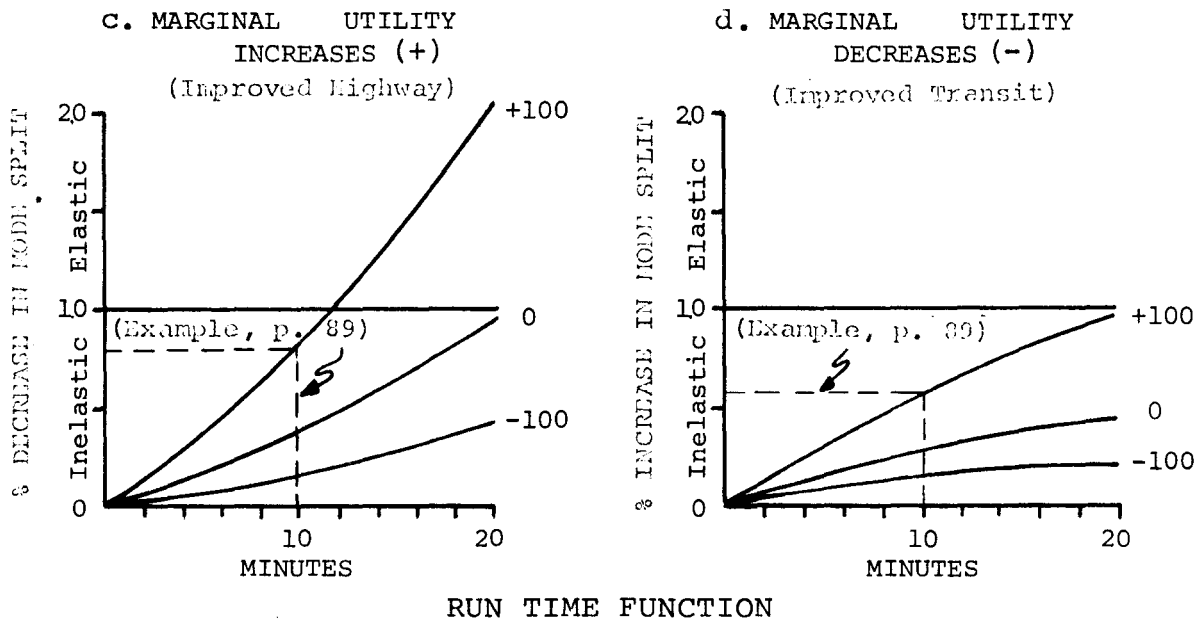 c. MARGINAL UTILITY
INCREASES (+)
(Improved Highway)
% DECREASE IN MODE SPLIT
Inelastic Elastic
20
10
0
+100
0
-100
(Example, p. 89)
10
20
MINUTES
d. MARGINAL UTILITY
DECREASES (-)
(Improved Transit)
% INCREASE IN MODE SPLIT
Inelastic Elastic
20
10
0
+100
0
-100
(Example, p. 89)
10
20
MINUTES
RUN TIME FUNCTION